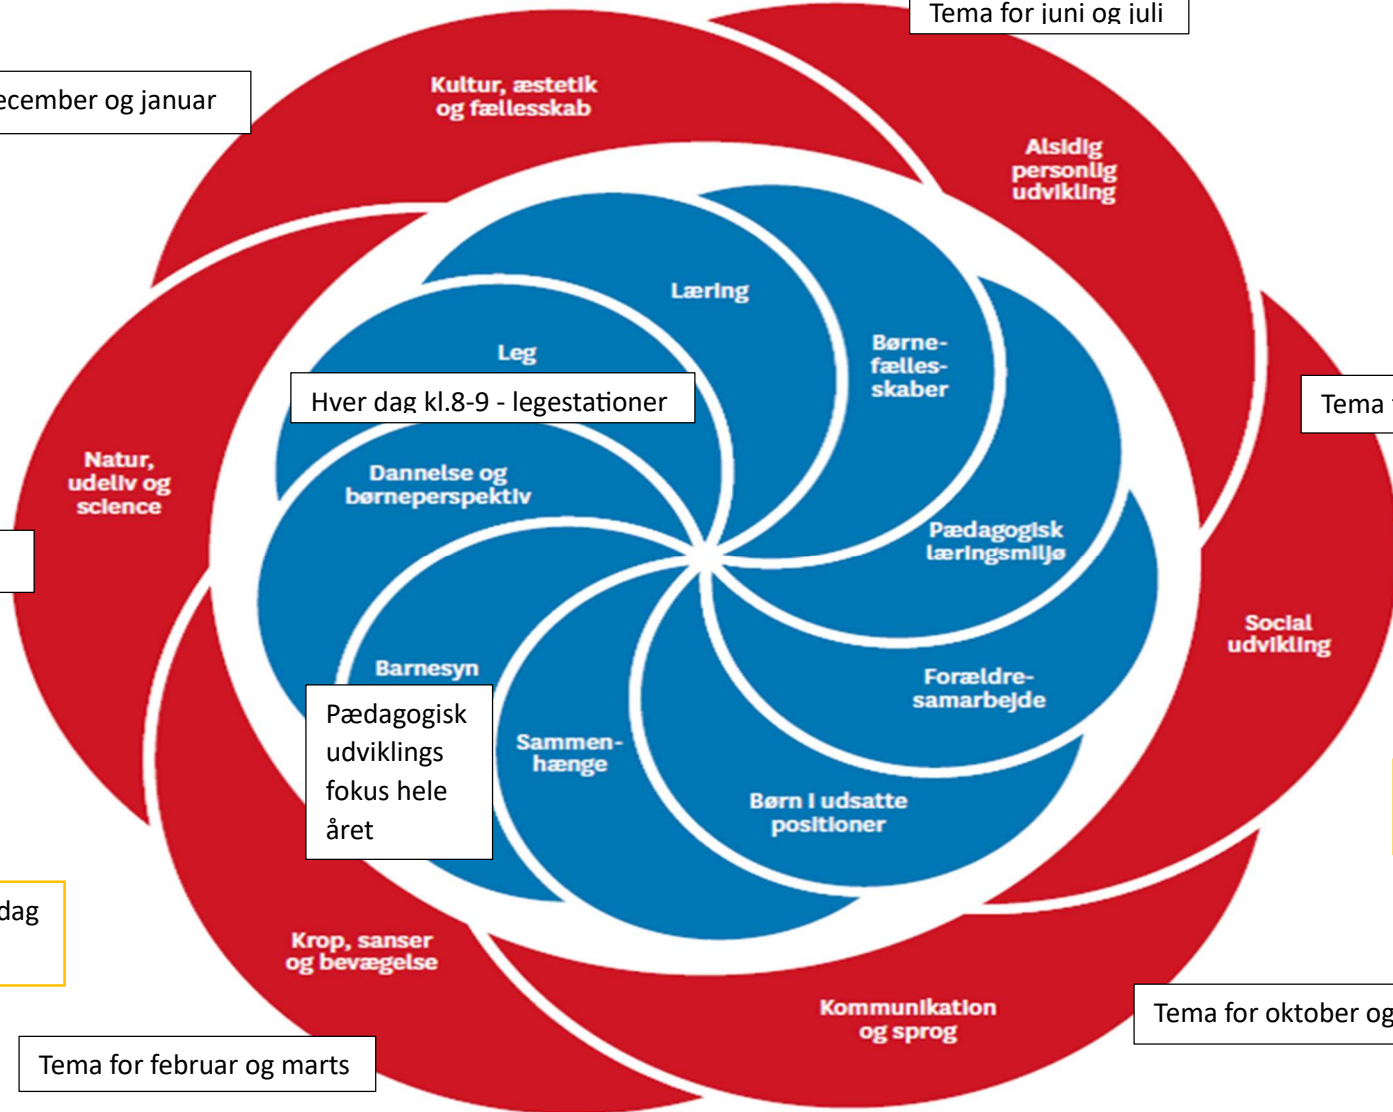 Tema for juni og juli
december og januar
Kultur, æstetik
og fællesskab
Alsidig
personlig
udvikling
Læring
Leg
Børne-
fælles-
skaber
Hver dag kl.8-9 - legestationer
Tema
Natur,
udeliv og
science
Dannelse og
børneperspektiv
Pædagogisk
læringsmiljø
Social
udvikling
Barnesyn
Forældre-
samarbejde
Pædagogisk
udviklings
fokus hele
året
Sammen-
hænge
Børn i udsatte
positioner
dag
Krop, sanser
og bevægelse
Kommunikation
og sprog
Tema for oktober og
Tema for februar og marts